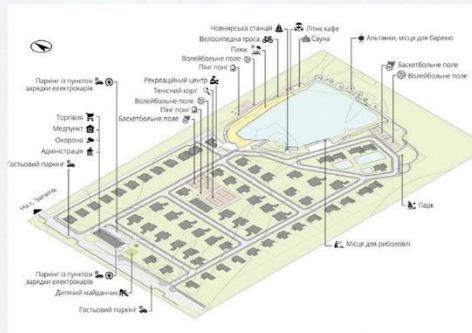 Човнярська станція
Велосипедна траса
Пляж
Волейбольне поле
Пінг понг
Рекреаційний центр
Тенісний корт
Волейбольне поле
Пінг понг
Баскетбольне поле
Літнє кафе
Сауна
Альтанки, місця для барекю
Баскетбольне поле
Волейбольне поле
Паркінг із пунктом
зарядки електрокарів
Торгівля
Медпункт
Охорона
Адміністрація
Гостьовий паркінг
На с.
Парк
Місця для риболовлі
Паркінг із пунктом
зарядки електрокарів
Дитячий майданчик
Гостьовий паркінг